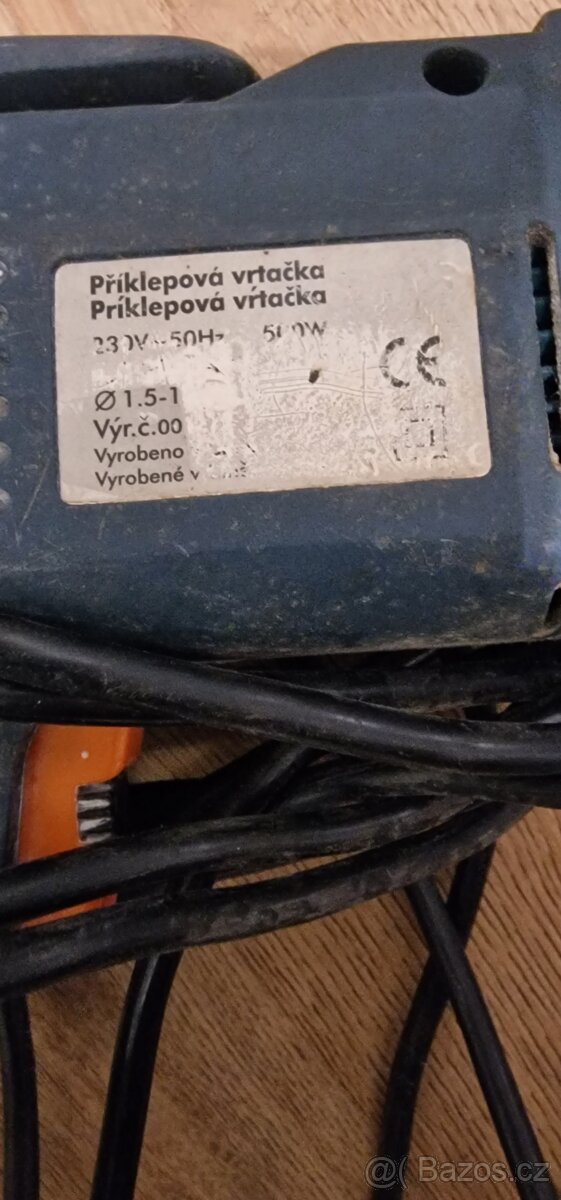 Příklepová vrtačka
Príklepová vŕtačka
230V~50Hz 500W
Ø 1.5-1
Výr.č.00
Vyrobeno
Vyrobené v
CE
@ Bazos.cz